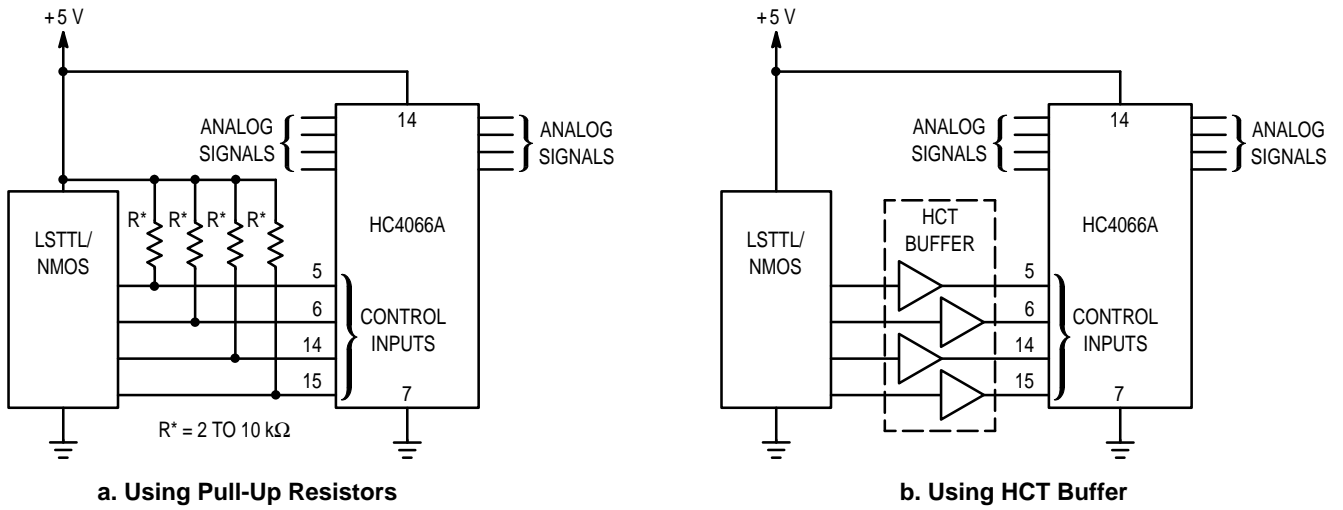 +5 V
14
ANALOG
SIGNALS
ANALOG
SIGNALS
R* R* R* R*
LSTTL/
NMOS
HC4066A
5
6
14
15
CONTROL
INPUTS
7
R* = 2 TO 10 kΩ
a. Using Pull-Up Resistors
+5 V
14
ANALOG
SIGNALS
ANALOG
SIGNALS
LSTTL/
NMOS
HCT
BUFFER
HC4066A
5
6
14
15
CONTROL
INPUTS
7
b. Using HCT Buffer